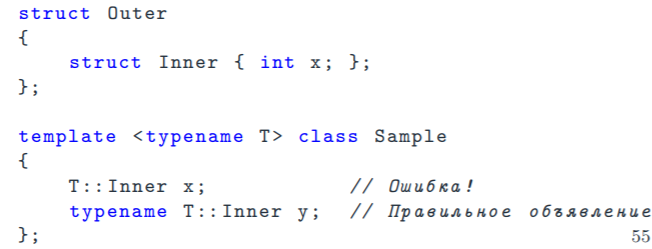 struct Outer
{
    struct Inner { int x; };
};

template <typename T> class Sample
{
    T::Inner x;            // Ошибка!
    typename T::Inner y;   // Правильное объявление
};
55